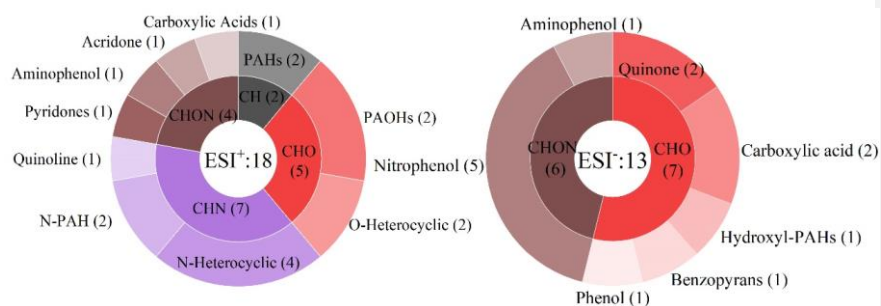 Carboxylic Acids (1)
Acridone (1)
Aminophenol (1)
Pyridones (1)
Quinoline (1)
N-PAH (2)
N-Heterocyclic (4)
O-Heterocyclic (2)
PAOHs (2)
PAHs (2)
CH (2)
CHON (4)
CHO
(5)
CHN (7)
ESI⁺:18
Aminophenol (1)
Quinone (2)
Nitrophenol (5)
Carboxylic acid (2)
Hydroxyl-PAHs (1)
Benzopyrans (1)
Phenol (1)
CHON
(6)
CHO
(7)
ESI⁻:13